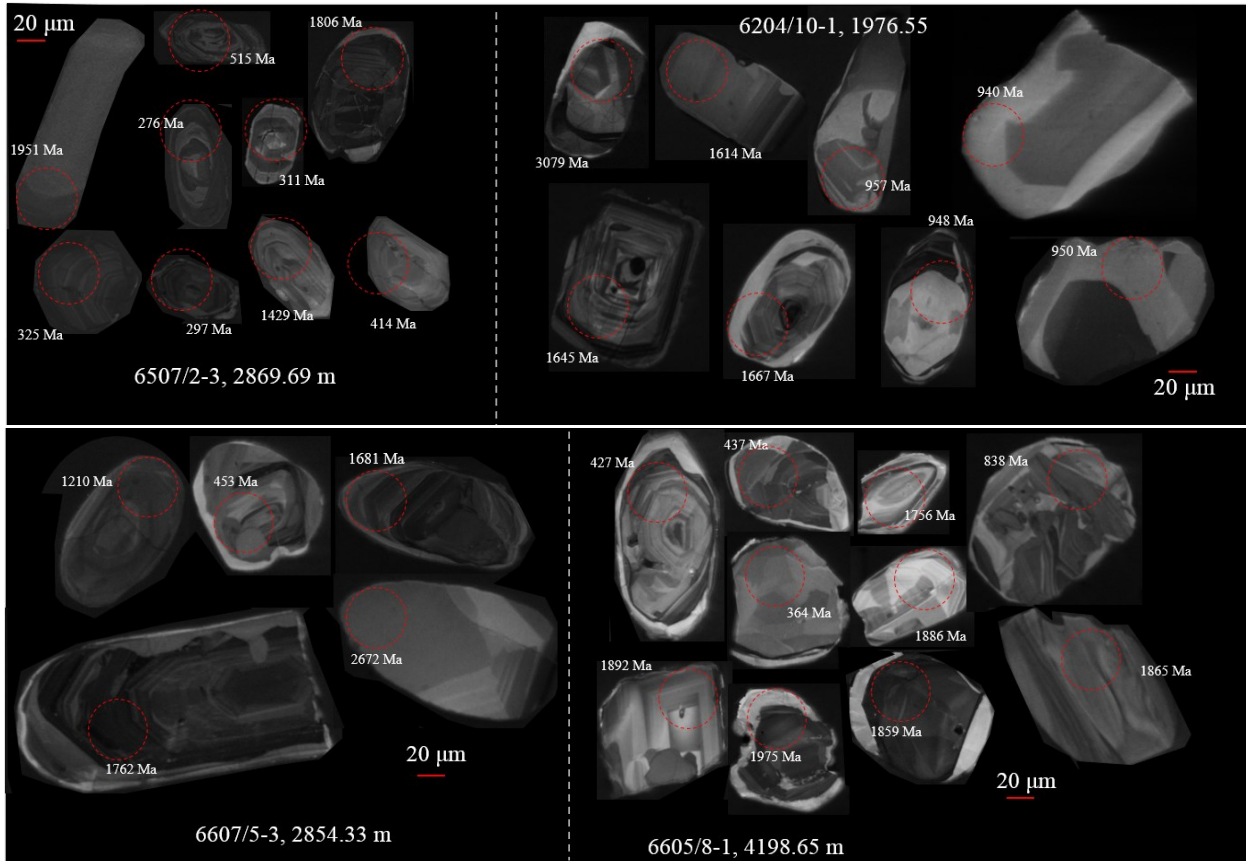 20 μm
1951 Ma
515 Ma
1806 Ma
276 Ma
311 Ma
325 Ma
297 Ma
1429 Ma
414 Ma
6507/2-3, 2869.69 m
6204/10-1, 1976.55
3079 Ma
1614 Ma
957 Ma
940 Ma
1645 Ma
1667 Ma
948 Ma
950 Ma
20 μm
1210 Ma
453 Ma
1681 Ma
1762 Ma
2672 Ma
20 μm
6607/5-3, 2854.33 m
427 Ma
437 Ma
1756 Ma
838 Ma
364 Ma
1886 Ma
1892 Ma
1975 Ma
1859 Ma
1865 Ma
20 μm
6605/8-1, 4198.65 m